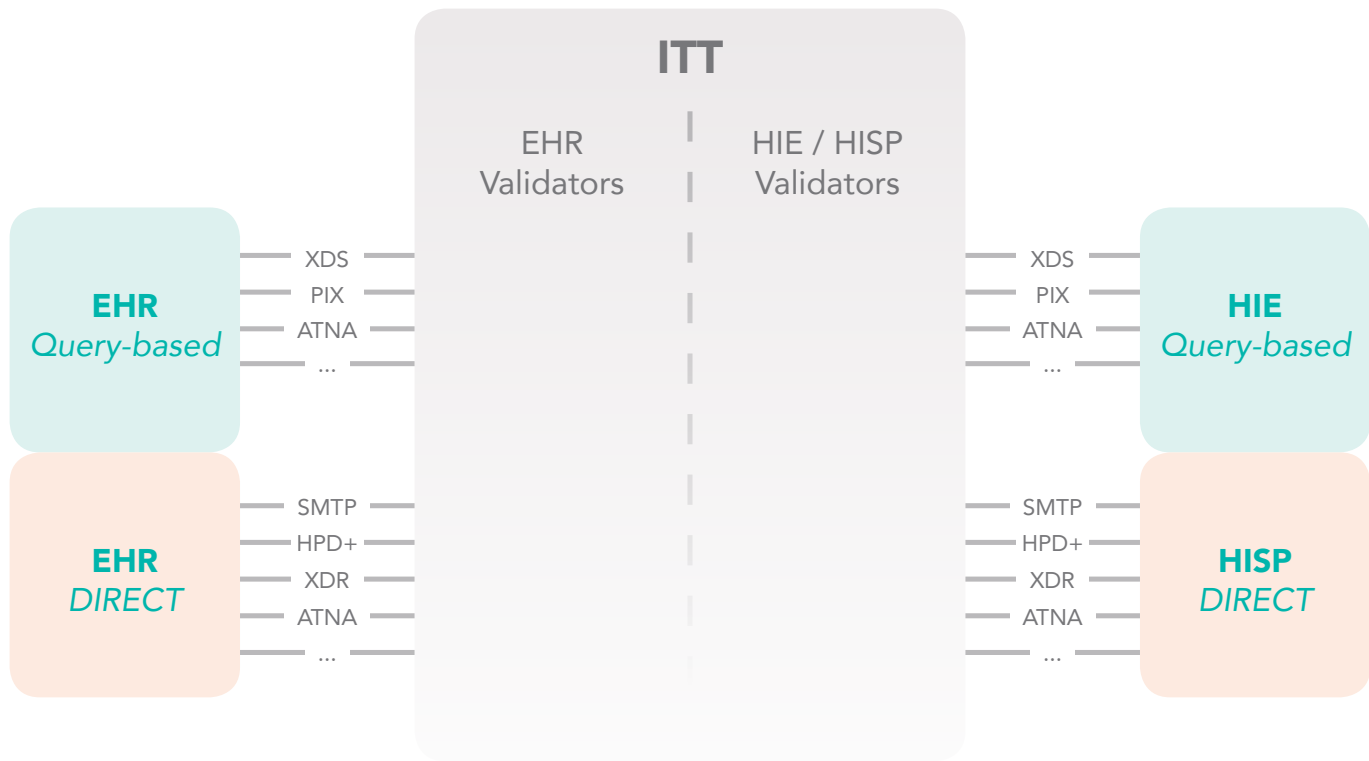 ITT
EHR
Validators
HIE / HISP
Validators
EHR
Query-based
XDS
PIX
ATNA
...
EHR
DIRECT
SMTP
HPD+
XDR
ATNA
...
XDS
PIX
ATNA
...
HIE
Query-based
SMTP
HPD+
XDR
ATNA
...
HISP
DIRECT